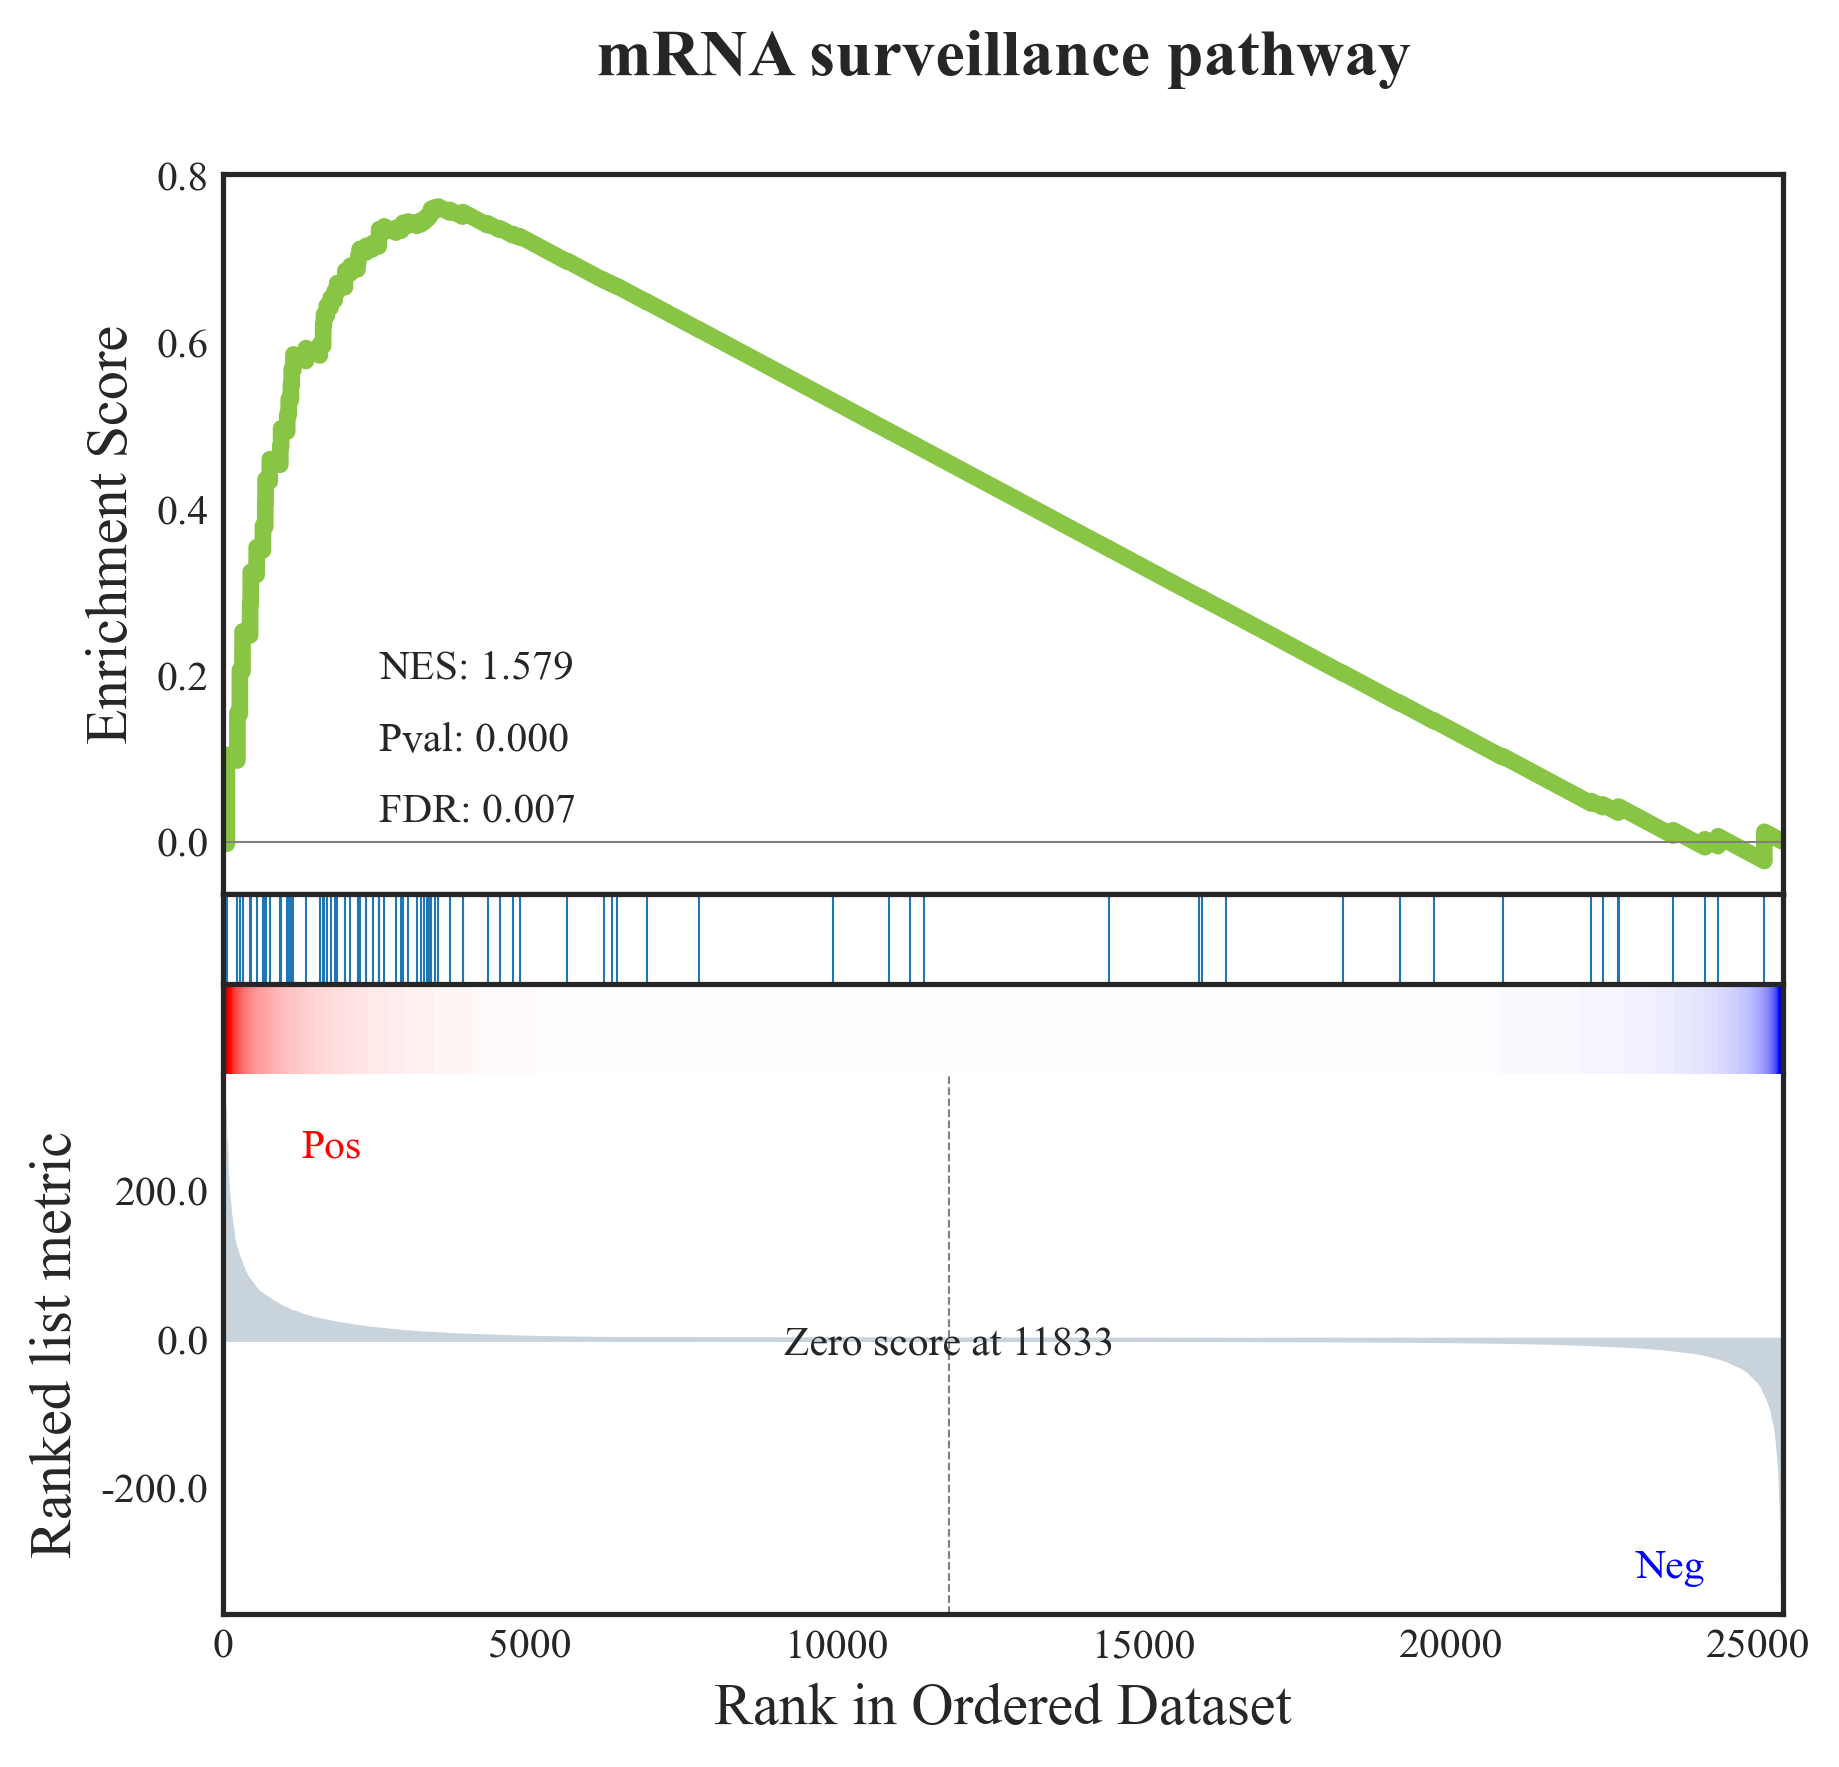 mRNA surveillance pathway
0.8
0.6
0.4
0.2
0.0
Enrichment Score
NES: 1.579
Pval: 0.000
FDR: 0.007
Pos
200.0
0.0
-200.0
Ranked list metric
Zero score at 11833
Neg
0 5000 10000 15000 20000 25000
Rank in Ordered Dataset